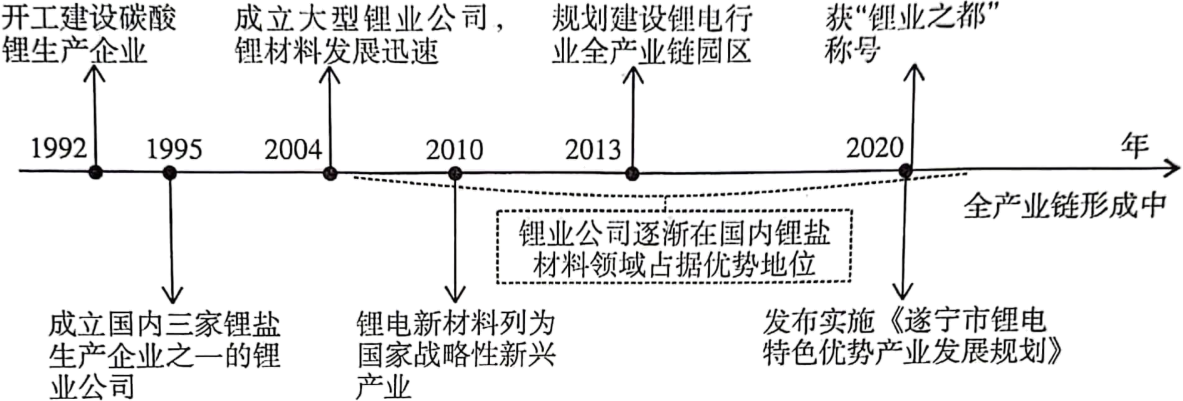 开工建设碳酸
锂生产企业
成立大型锂业公司，
锂材料发展迅速
规划建设锂电行
业全产业链园区
获“锂业之都”
称号
1992
1995
2004
2010
2013
2020
年
全产业链形成中
锂业公司逐渐在国内锂盐
材料领域占据优势地位
成立国内三家锂盐
生产企业之一的锂
业公司
锂电新材料列为
国家战略性新兴
产业
发布实施《遂宁市锂电
特色优势产业发展规划》